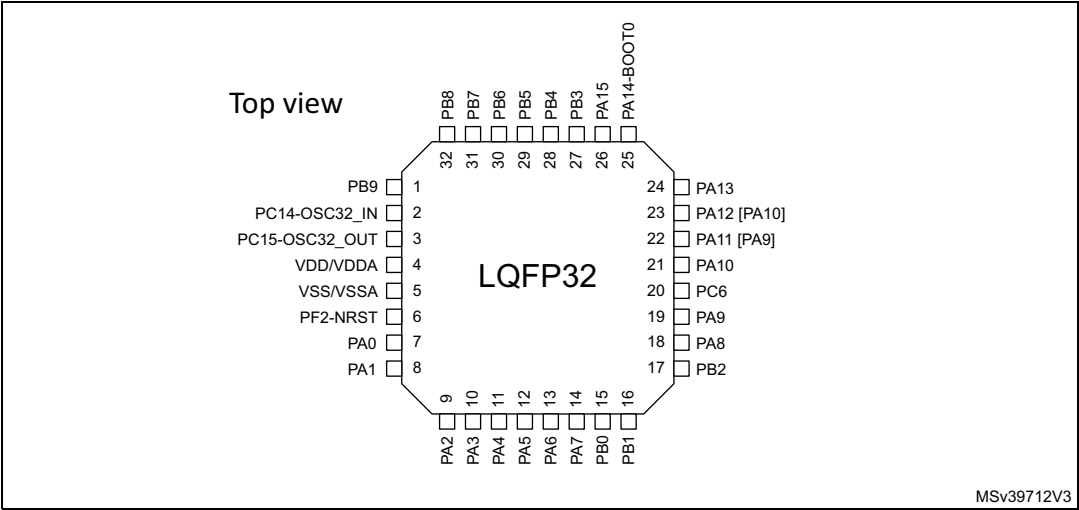 Top view
PB8
PB7
PB6
PB5
PB4
PB3
PA15
PA14-BOOT0
32
31
30
29
28
27
26
25
PB9 1
PC14-OSC32_IN 2
PC15-OSC32_OUT 3
VDD/VDDA 4
VSS/VSSA 5
PF2-NRST 6
PA0 7
PA1 8
LQFP32
24 PA13
23 PA12 [PA10]
22 PA11 [PA9]
21 PA10
20 PC6
19 PA9
18 PA8
17 PB2
9
10
11
12
13
14
15
16
PA2
PA3
PA4
PA5
PA6
PA7
PB0
PB1
MSv39712V3